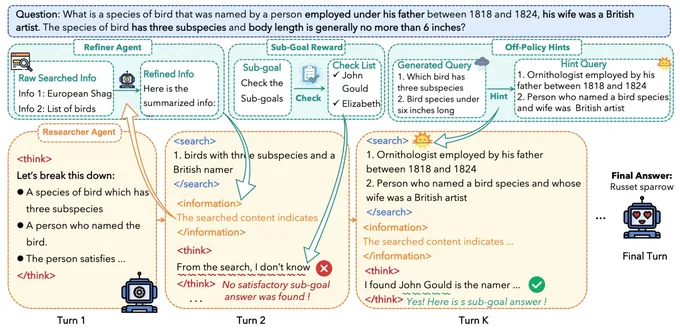 Question: What is a species of bird that was named by a person employed under his father between 1818 and 1824, his wife was a British
artist. The species of bird has three subspecies and body length is generally no more than 6 inches?
Refiner Agent
Raw Searched Info
Info 1: European Shag
Info 2: List of birds
Refined Info
Here is the
summarized info:
Sub-Goal Reward
Sub-goal
Check the
Sub-goals
Check
Check List
✓ John
Gould
✓ Elizabeth
Off-Policy Hints
Generated Query
1. Which bird has
three subspecies
2. Bird species under
six inches long
Hint
Hint Query
1. Ornithologist employed by his
father between 1818 and 1824
2. Person who named a bird species
and wife was British artist
Researcher Agent
<think>
Let's break this down:
● A species of bird which has
three subspecies
● A person who named the
bird.
● The person satisfies ...
</think>
Turn 1
<search>
1. birds with three subspecies and a
British namer
</search>
<information>
The searched content indicates
</information>
<think>
From the search, I don't know
</think> No satisfactory sub-goal
answer was found !
...
Turn 2
<search>
1. Ornithologist employed by his father
between 1818 and 1824
2. Person who named a bird species and whose
wife was a British artist
</search>
<information>
The searched content indicates ...
</information>
<think>
I found John Gould is the namer ...
</think> Yes! Here is s sub-goal answer !
Turn K
...
Final Answer:
Russet sparrow
Final Turn